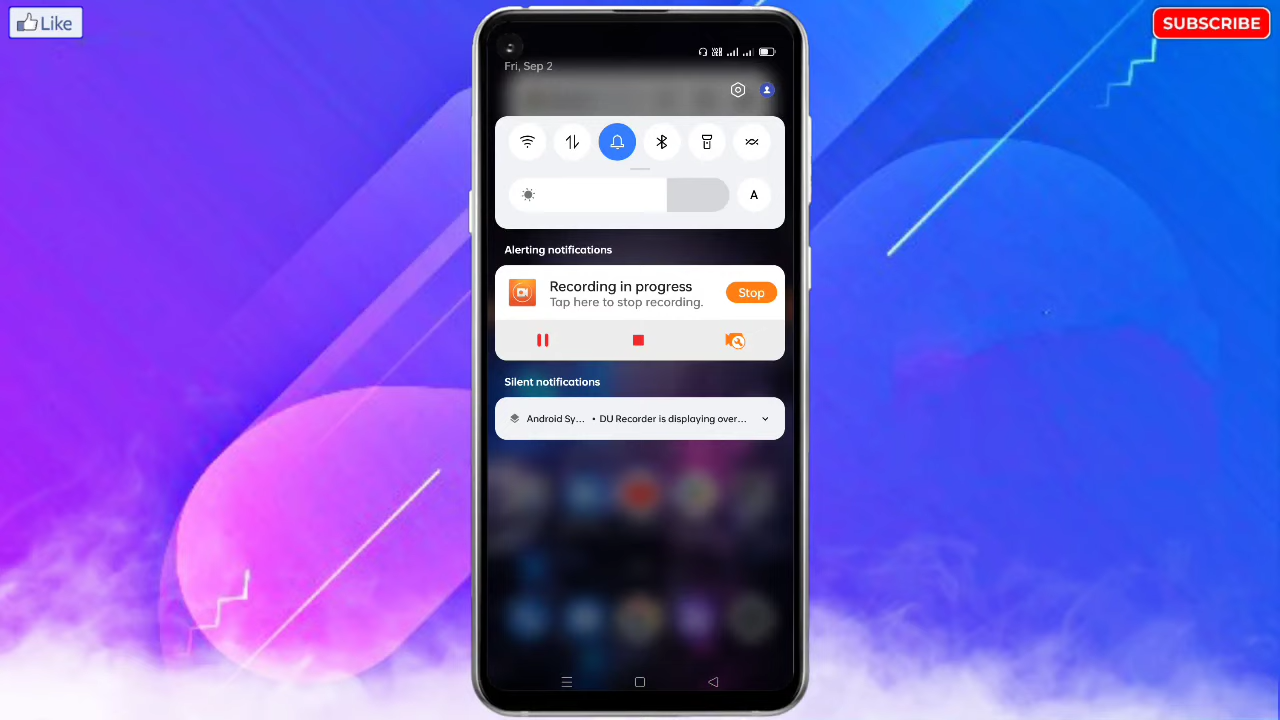 Like
SUBSCRIBE
Fri, Sep 2
A
Alerting notifications
Recording in progress
Tap here to stop recording.
Stop
Silent notifications
Android Sy... • DU Recorder is displaying over...